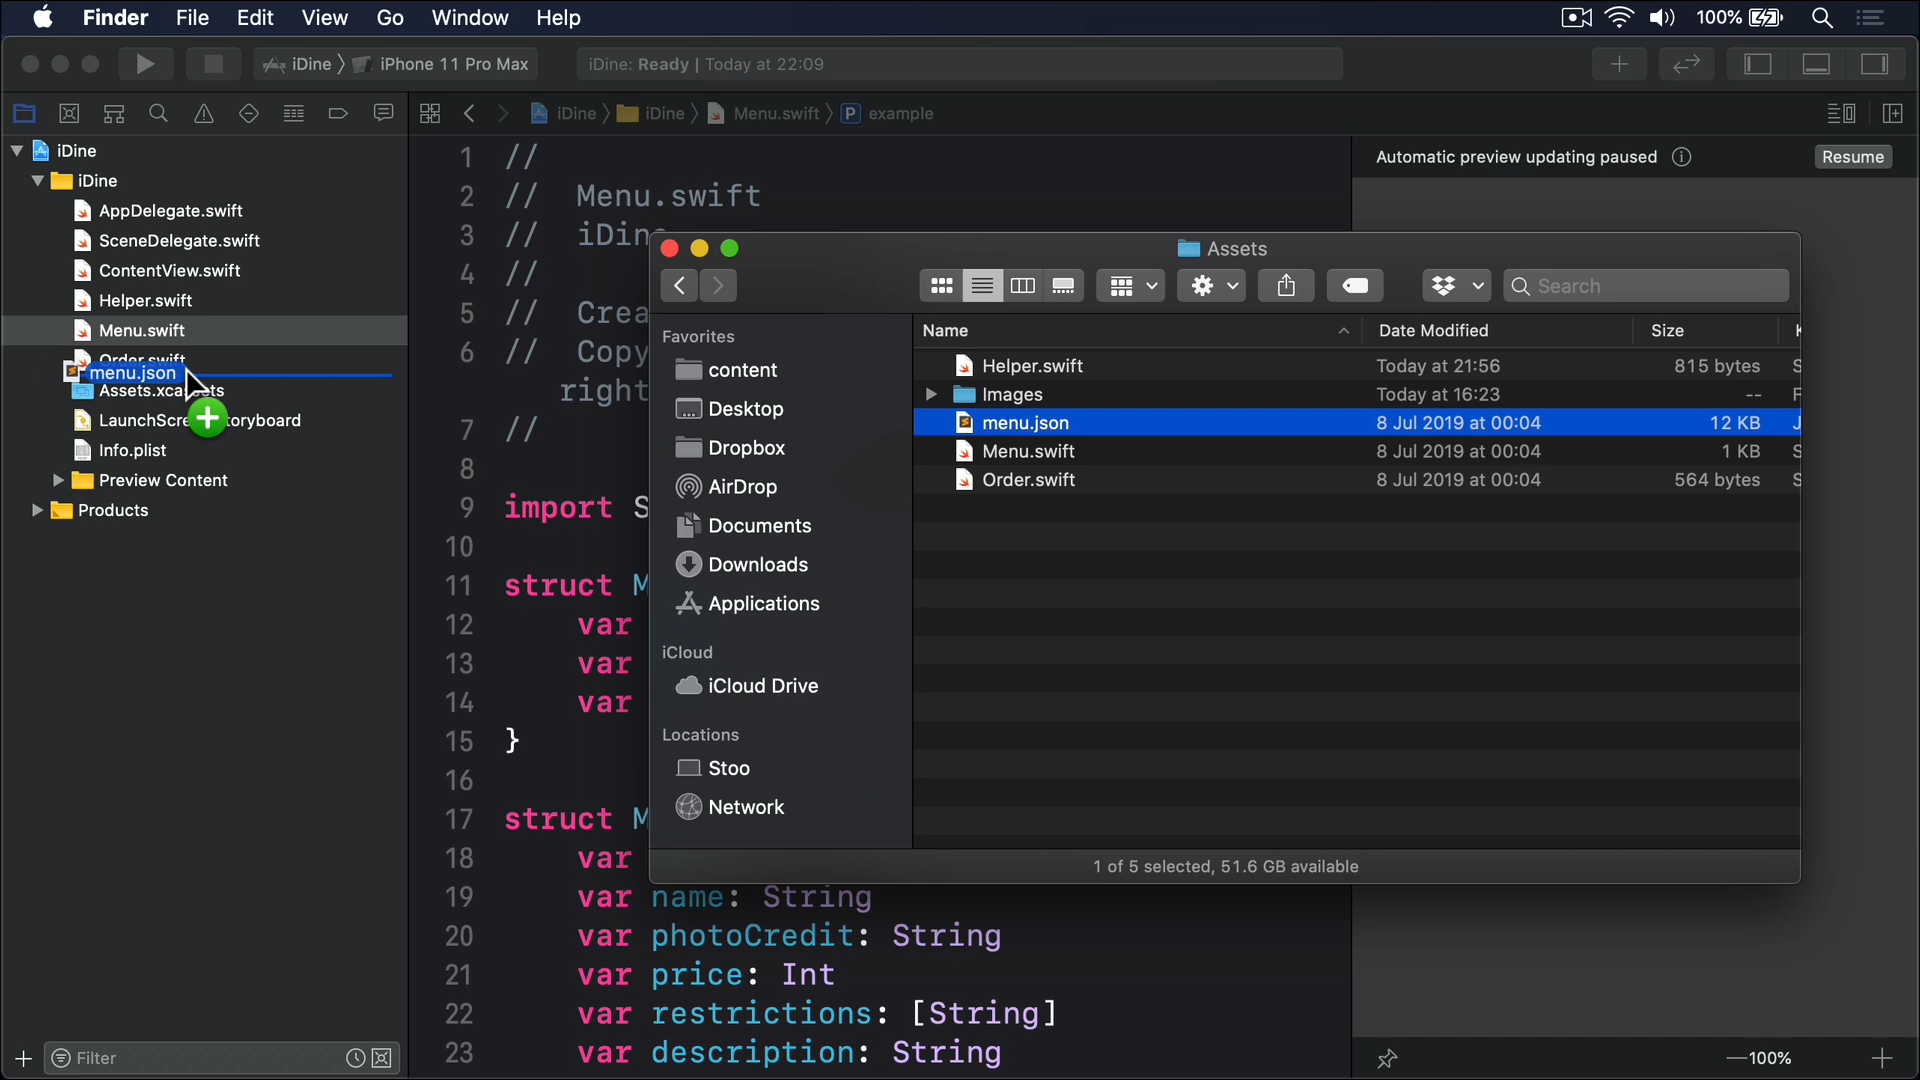 Finder File Edit View Go Window Help 100%
iDine iPhone 11 Pro Max iDine: Ready | Today at 22:09
iDine iDine Menu.swift P example
iDine
iDine
AppDelegate.swift
SceneDelegate.swift
ContentView.swift
Helper.swift
Menu.swift
Order.swift
menu.json
Assets.xcassets
Info.plist
Preview Content
Products
Filter
1 //
2 // Menu.swift
3 // iDine
4 //
5 // Crea
6 // Copy
right
7 //
8
9 import S
10
11 struct M
12 var
13 var
14 var
15 }
16
17 struct M
18 var
19 var name: String
20 var photoCredit: String
21 var price: Int
22 var restrictions: [String]
23 var description: String
Automatic preview updating paused Resume
100%
Assets
Search
Favorites
content
Desktop
Dropbox
AirDrop
Documents
Downloads
Applications
iCloud
iCloud Drive
Locations
Stoo
Network
Name Date Modified Size
Helper.swift Today at 21:56 815 bytes S
Images Today at 16:23 -- F
menu.json 8 Jul 2019 at 00:04 12 KB J
Menu.swift 8 Jul 2019 at 00:04 1 KB S
Order.swift 8 Jul 2019 at 00:04 564 bytes S
1 of 5 selected, 51.6 GB available